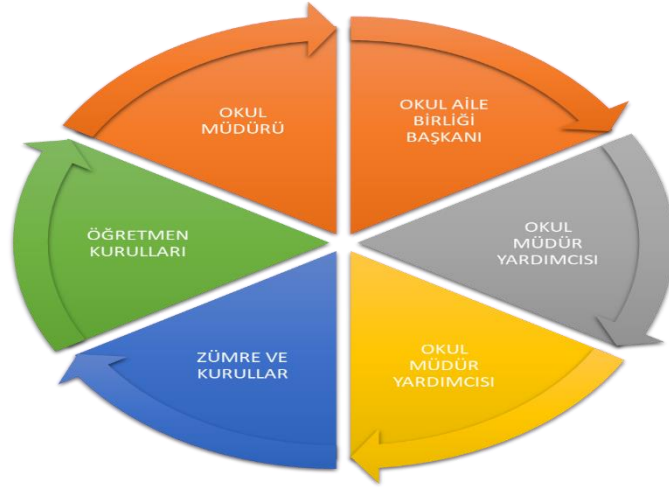 OKUL
MÜDÜRÜ
OKUL AİLE
BİRLİĞİ
BAŞKANI
OKUL
MÜDÜR
YARDIMCISI
OKUL
MÜDÜR
YARDIMCISI
ZÜMRE VE
KURULLAR
ÖĞRETMEN
KURULLARI